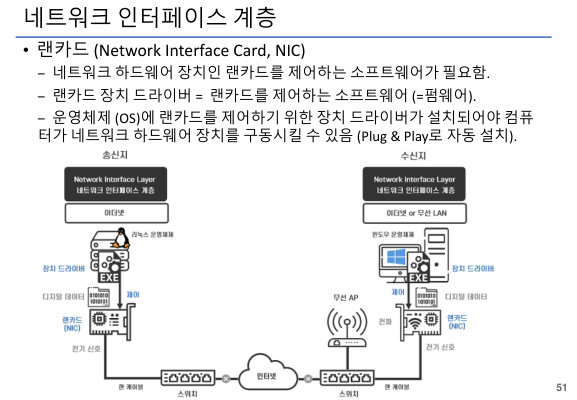 네트워크 인터페이스 계층
• 랜카드 (Network Interface Card, NIC)
– 네트워크 하드웨어 장치인 랜카드를 제어하는 소프트웨어가 필요함.
– 랜카드 장치 드라이버 = 랜카드를 제어하는 소프트웨어 (=펌웨어).
– 운영체제 (OS)에 랜카드를 제어하기 위한 장치 드라이버가 설치되어야 컴퓨
터가 네트워크 하드웨어 장치를 구동시킬 수 있음 (Plug & Play로 자동 설치).
송신지
수신지
Network Interface Layer
네트워크 인터페이스 계층
Network Interface Layer
네트워크 인터페이스 계층
이더넷
이더넷 or 무선 LAN
리눅스 운영체제
윈도우 운영체제
장치 드라이버
EXE
EXE
장치 드라이버
디지털 데이터
0101010
101010
제어
무선 AP
제어
0101010
101010
디지털 데이터
랜카드
(NIC)
전파
랜카드
(NIC)
전기 신호
전기 신호
인터넷
랜 케이블
스위치
스위치
랜 케이블
51